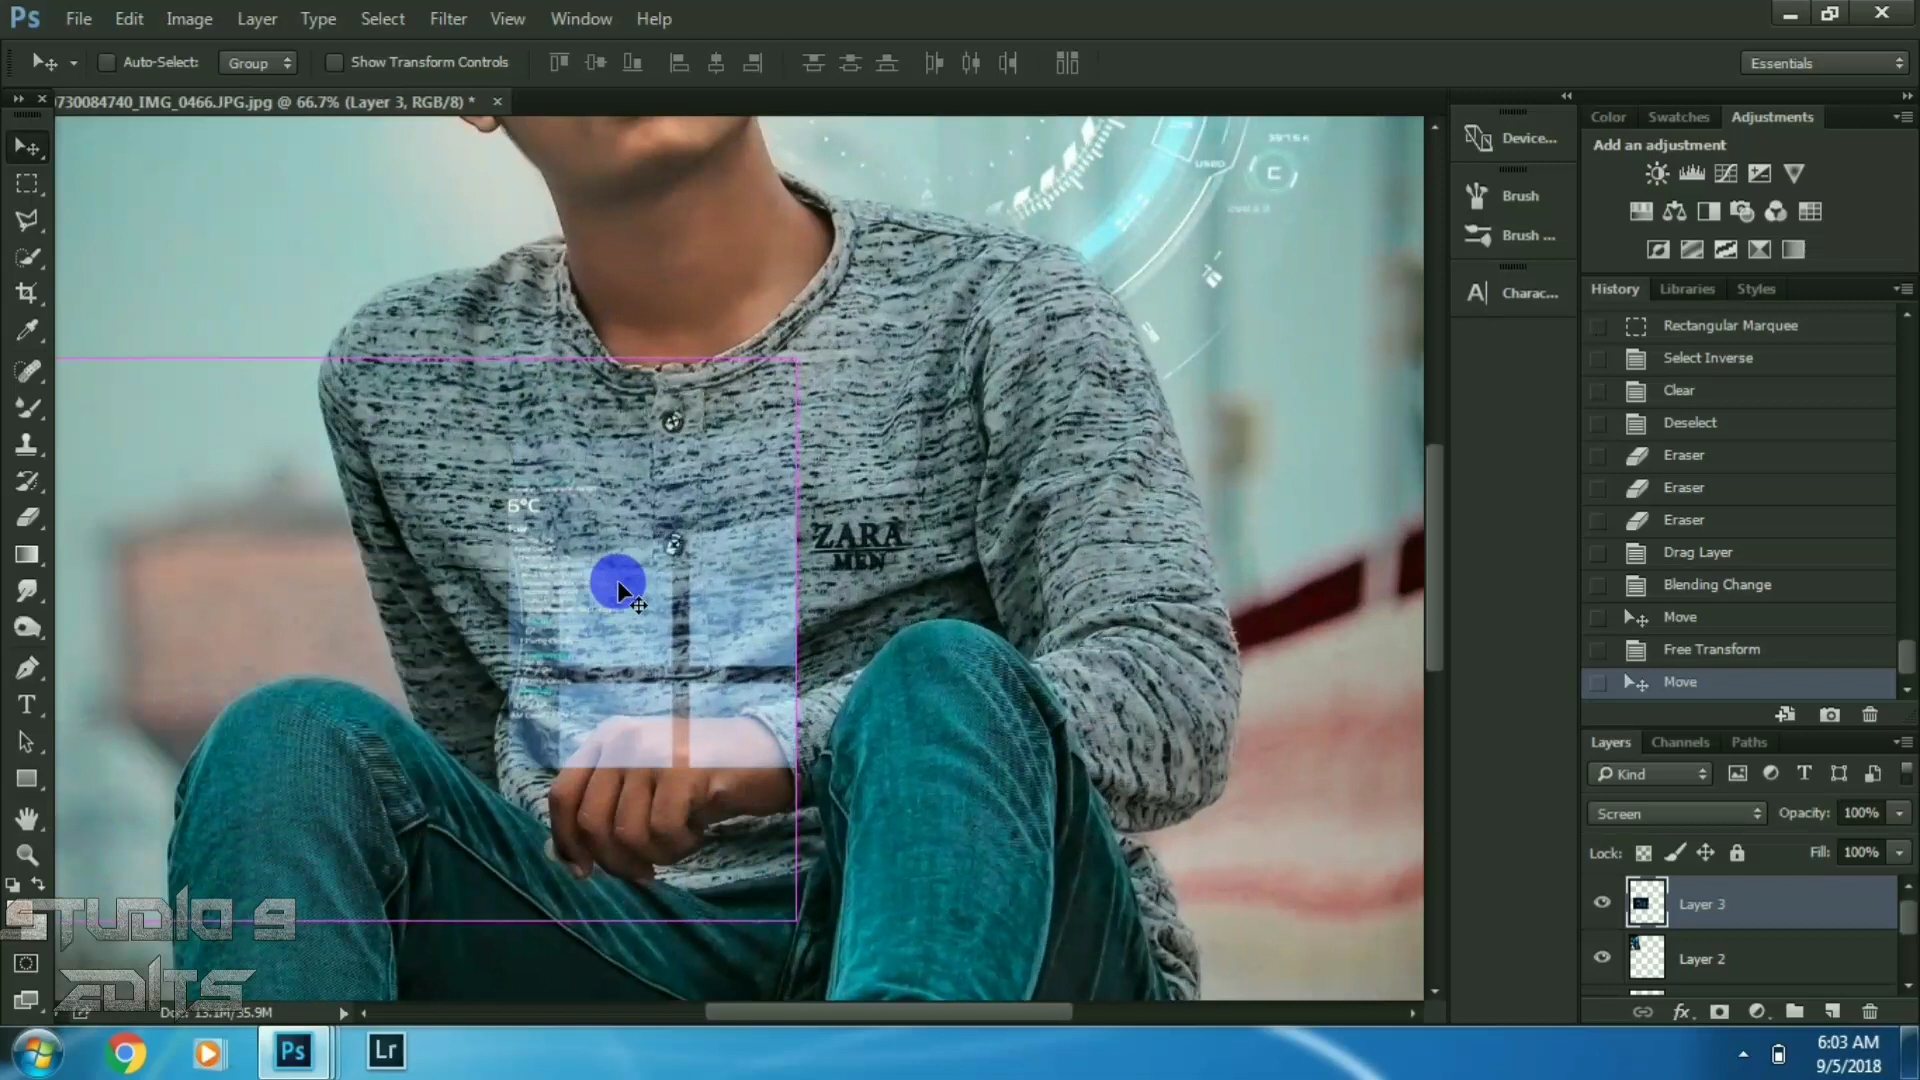 Ps File Edit Image Layer Type Select Filter View Window Help
Auto-Select: Group Show Transform Controls Essentials
0730084740_IMG_0466.JPG.jpg @ 66.7% (Layer 3, RGB/8) *
Device...
Brush
Brush ...
Charac...
Color Swatches Adjustments
Add an adjustment
History Libraries Styles
Rectangular Marquee
Select Inverse
Clear
Deselect
Eraser
Eraser
Eraser
Drag Layer
Blending Change
Move
Free Transform
Move
Layers Channels Paths
Kind
Screen Opacity: 100%
Lock: Fill: 100%
Layer 3
Layer 2
6°C
ZARA
MEN
STUDIO 9
EDITS
Doc: 13.1M/35.9M
Ps Lr
6:03 AM
9/5/2018